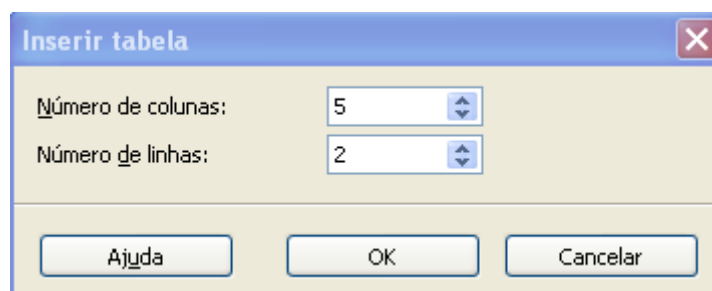 Inserir tabela
Número de colunas: 5
Número de linhas: 2
Ajuda OK Cancelar